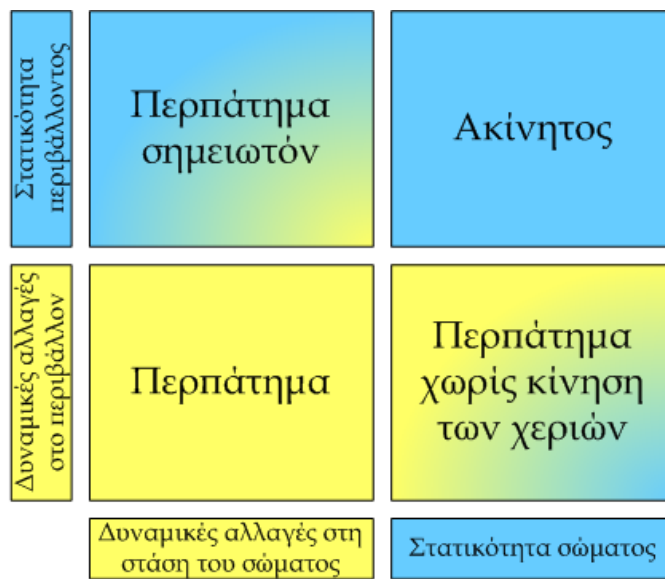 Στατικότητα
περιβάλλοντος
Περπάτημα
σημειωτόν
Ακίνητος
Δυναμικές αλλαγές
στο περιβάλλον
Περπάτημα
Περπάτημα
χωρίς κίνηση
των χεριών
Δυναμικές αλλαγές στη
στάση του σώματος
Στατικότητα σώματος